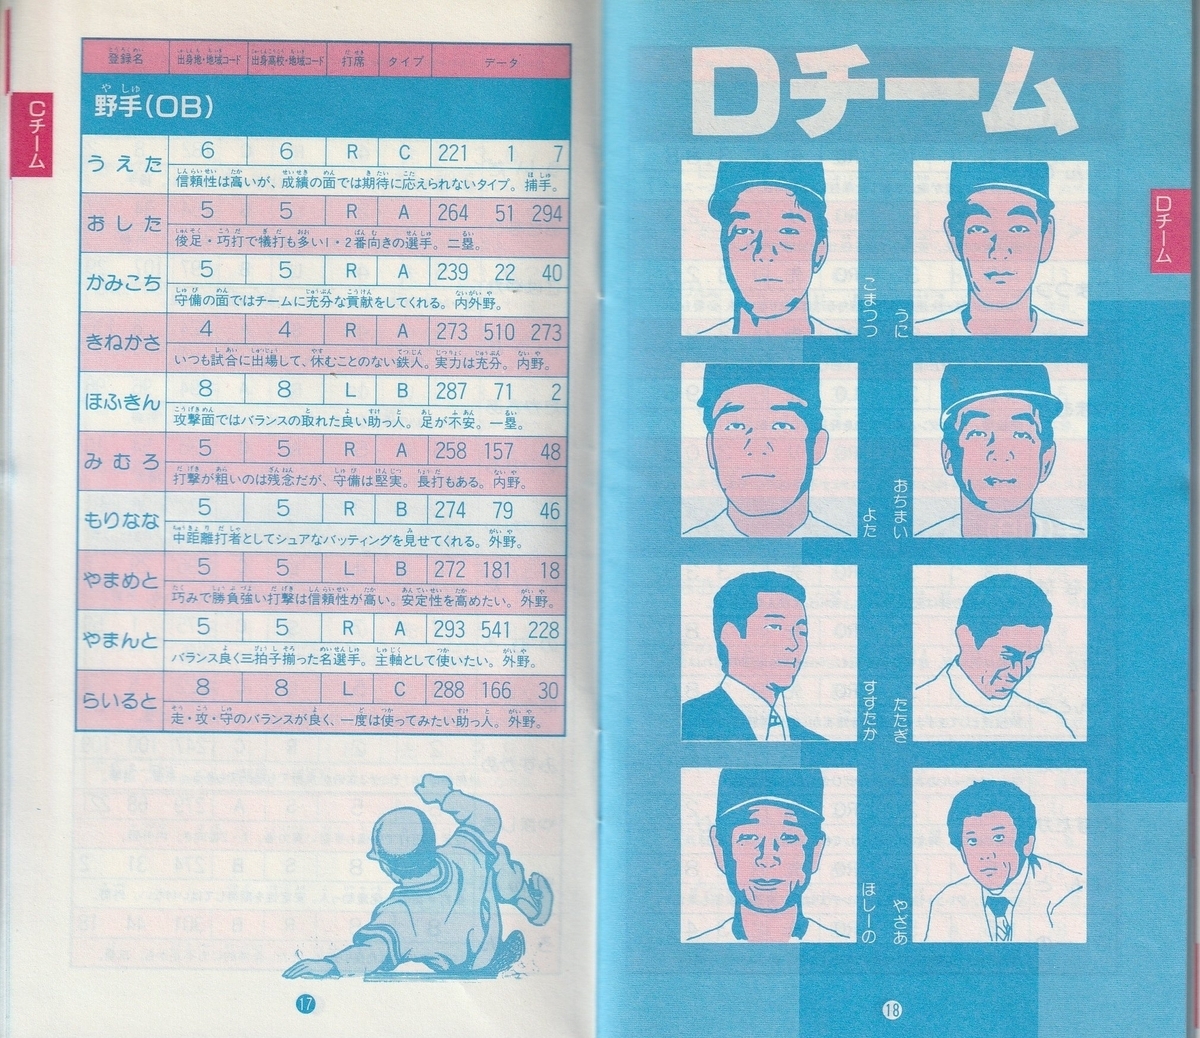 Cチーム
登録名 出身地・地域コード 出身高校・地域コード 打席 タイプ データ
野手(OB)
うえた 6 6 R C 221 1 7
信頼性は高いが、成績の面では期待に応えられないタイプ。捕手。
おした 5 5 R A 264 51 294
俊足・巧打で犠打も多い1・2番向きの選手。二塁。
かみこち 5 5 R A 239 22 40
守備の面ではチームに充分な貢献をしてくれる。内外野。
きねかさ 4 4 R A 273 510 273
いつも試合に出場して、休むことのない鉄人。実力は充分。内野。
ほふきん 8 8 L B 287 71 2
攻撃面ではバランスの取れた良い助っ人。足が不安。一塁。
みむろ 5 5 R A 258 157 48
打撃が粗いのは残念だが、守備は堅実。長打もある。内野。
もりなな 5 5 R B 274 79 46
中距離打者としてシュアなバッティングを見せてくれる。外野。
やまめと 5 5 L B 272 181 18
巧みで勝負強い打撃は信頼性が高い。安定性を高めたい。外野。
やまんと 5 5 R A 293 541 228
バランス良く三拍子揃った名選手。主軸として使いたい。外野。
らいると 8 8 L C 288 166 30
走・攻・守のバランスが良く、一度は使ってみたい助っ人。外野。
17
Dチーム
Dチーム
こまつつ
うに
よた
おちまい
すすたか
たたぎ
ほしーの
やざあ
18